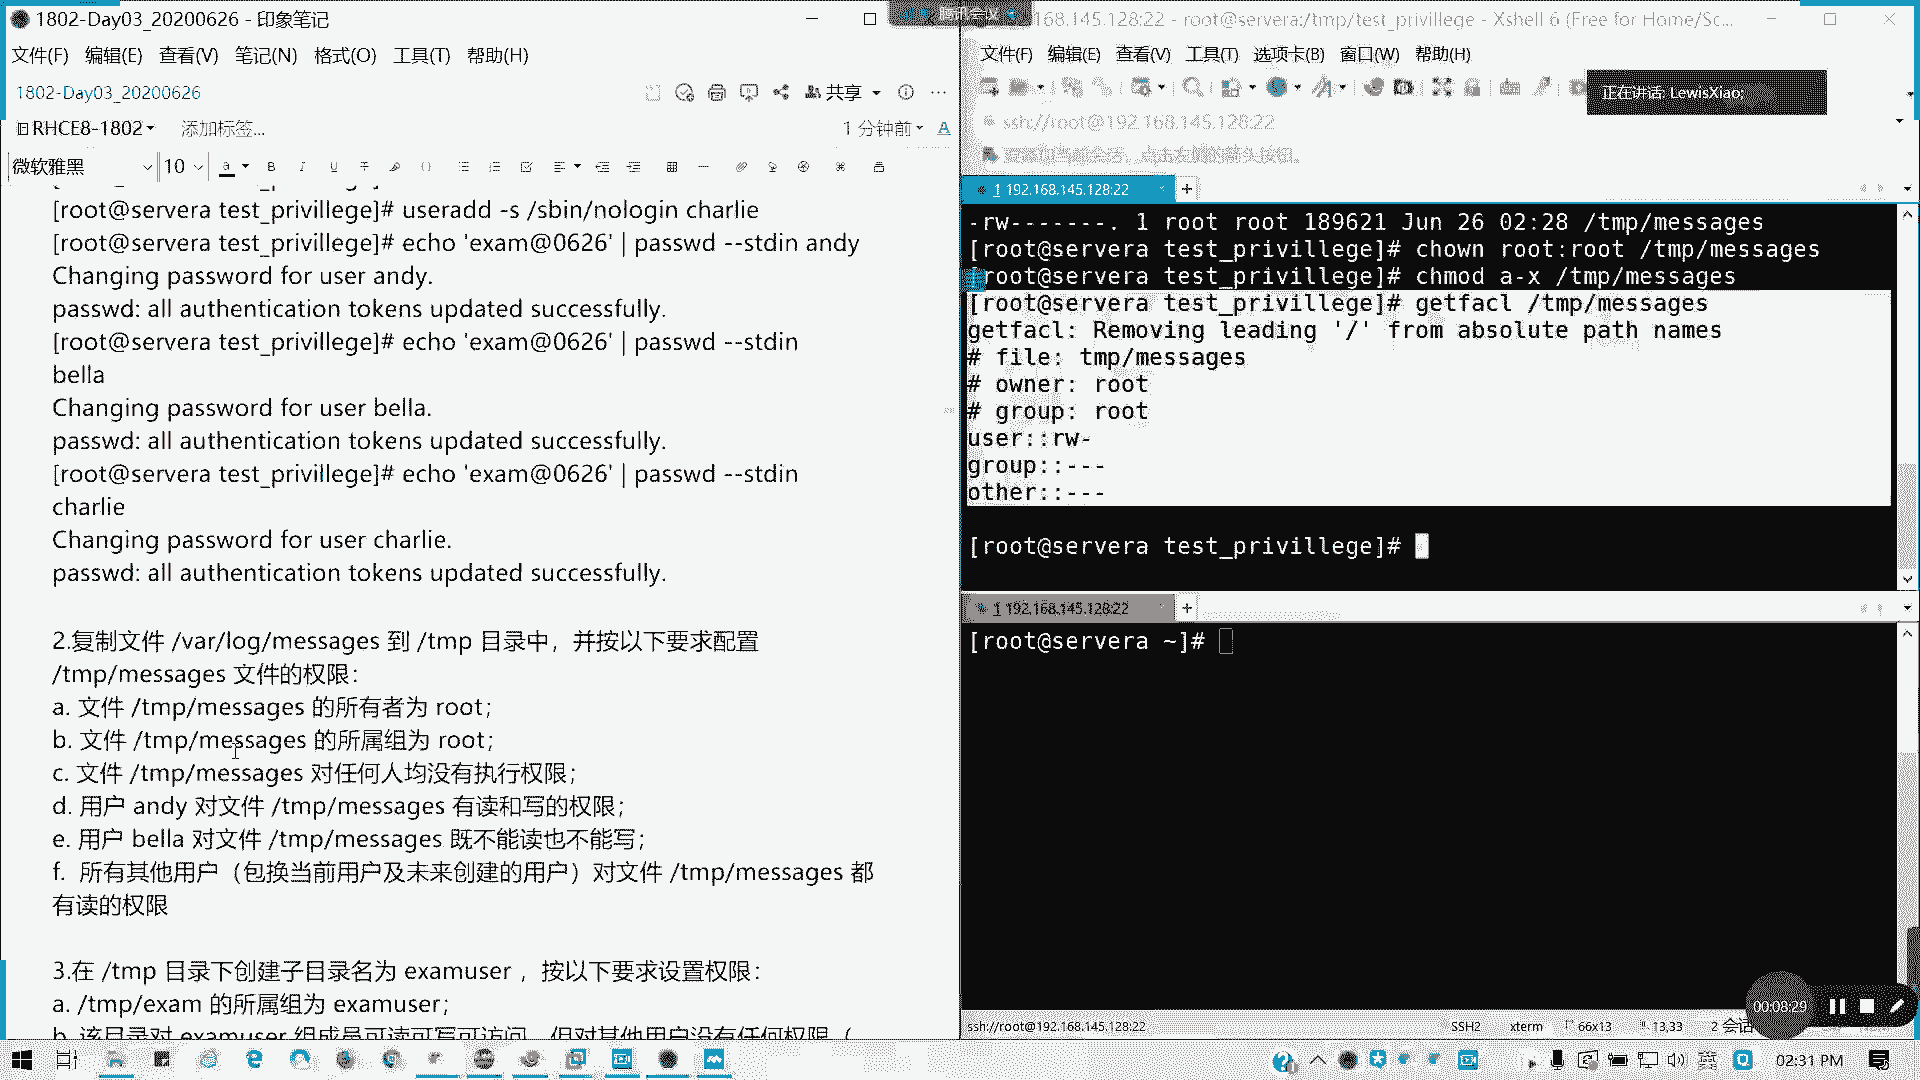 1802-Day03_20200626 - 印象笔记
文件(F) 编辑(E) 查看(V) 笔记(N) 格式(O) 工具(T) 帮助(H)
1802-Day03_20200626
共享
RHCE8-1802
添加标签...
1 分钟前
微软雅黑
10
[root@servera test_privillege]# useradd -s /sbin/nologin charlie
[root@servera test_privillege]# echo 'exam@0626' | passwd --stdin andy
Changing password for user andy.
passwd: all authentication tokens updated successfully.
[root@servera test_privillege]# echo 'exam@0626' | passwd --stdin
bella
Changing password for user bella.
passwd: all authentication tokens updated successfully.
[root@servera test_privillege]# echo 'exam@0626' | passwd --stdin
charlie
Changing password for user charlie.
passwd: all authentication tokens updated successfully.
2.复制文件 /var/log/messages 到 /tmp 目录中，并按以下要求配置
/tmp/messages 文件的权限：
a. 文件 /tmp/messages 的所有者为 root；
b. 文件 /tmp/messages 的所属组为 root；
c. 文件 /tmp/messages 对任何人均没有执行权限；
d. 用户 andy 对文件 /tmp/messages 有读和写的权限；
e. 用户 bella 对文件 /tmp/messages 既不能读也不能写；
f. 所有其他用户（包换当前用户及未来创建的用户）对文件 /tmp/messages 都
有读的权限
3.在 /tmp 目录下创建子目录名为 examuser ，按以下要求设置权限：
a. /tmp/exam 的所属组为 examuser；
b. 该目录对 examuser 组成员可读可写可访问，但对其他用户没有任何权限（
腾讯会议
168.145.128:22 - root@servera:/tmp/test_privillege - Xshell 6 (Free for Home/Sc...
文件(F) 编辑(E) 查看(V) 工具(T) 选项卡(B) 窗口(W) 帮助(H)
正在讲话: LewisXiao;
ssh://root@192.168.145.128:22
要添加当前会话，点击左侧的箭头按钮。
1 192.168.145.128:22
-rw-------. 1 root root 189621 Jun 26 02:28 /tmp/messages
[root@servera test_privillege]# chown root:root /tmp/messages
[root@servera test_privillege]# chmod a-x /tmp/messages
[root@servera test_privillege]# getfacl /tmp/messages
getfacl: Removing leading '/' from absolute path names
# file: tmp/messages
# owner: root
# group: root
user::rw-
group::---
other::---
[root@servera test_privillege]#
1 192.168.145.128:22
[root@servera ~]#
00:08:29
ssh://root@192.168.145.128:22
SSH2
xterm
66x13
13,33
2 会话
02:31 PM